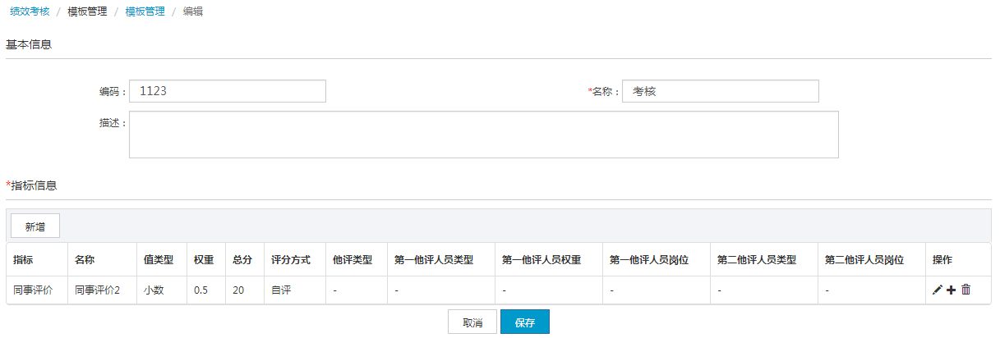 绩效考核 / 模板管理 / 模板管理 / 编辑
基本信息
编码： 1123 *名称： 考核
描述：
*指标信息
新增
指标 名称 值类型 权重 总分 评分方式 他评类型 第一他评人员类型 第一他评人员权重 第一他评人员岗位 第二他评人员类型 第二他评人员岗位 操作
同事评价 同事评价2 小数 0.5 20 自评 - - - - - -
取消 保存